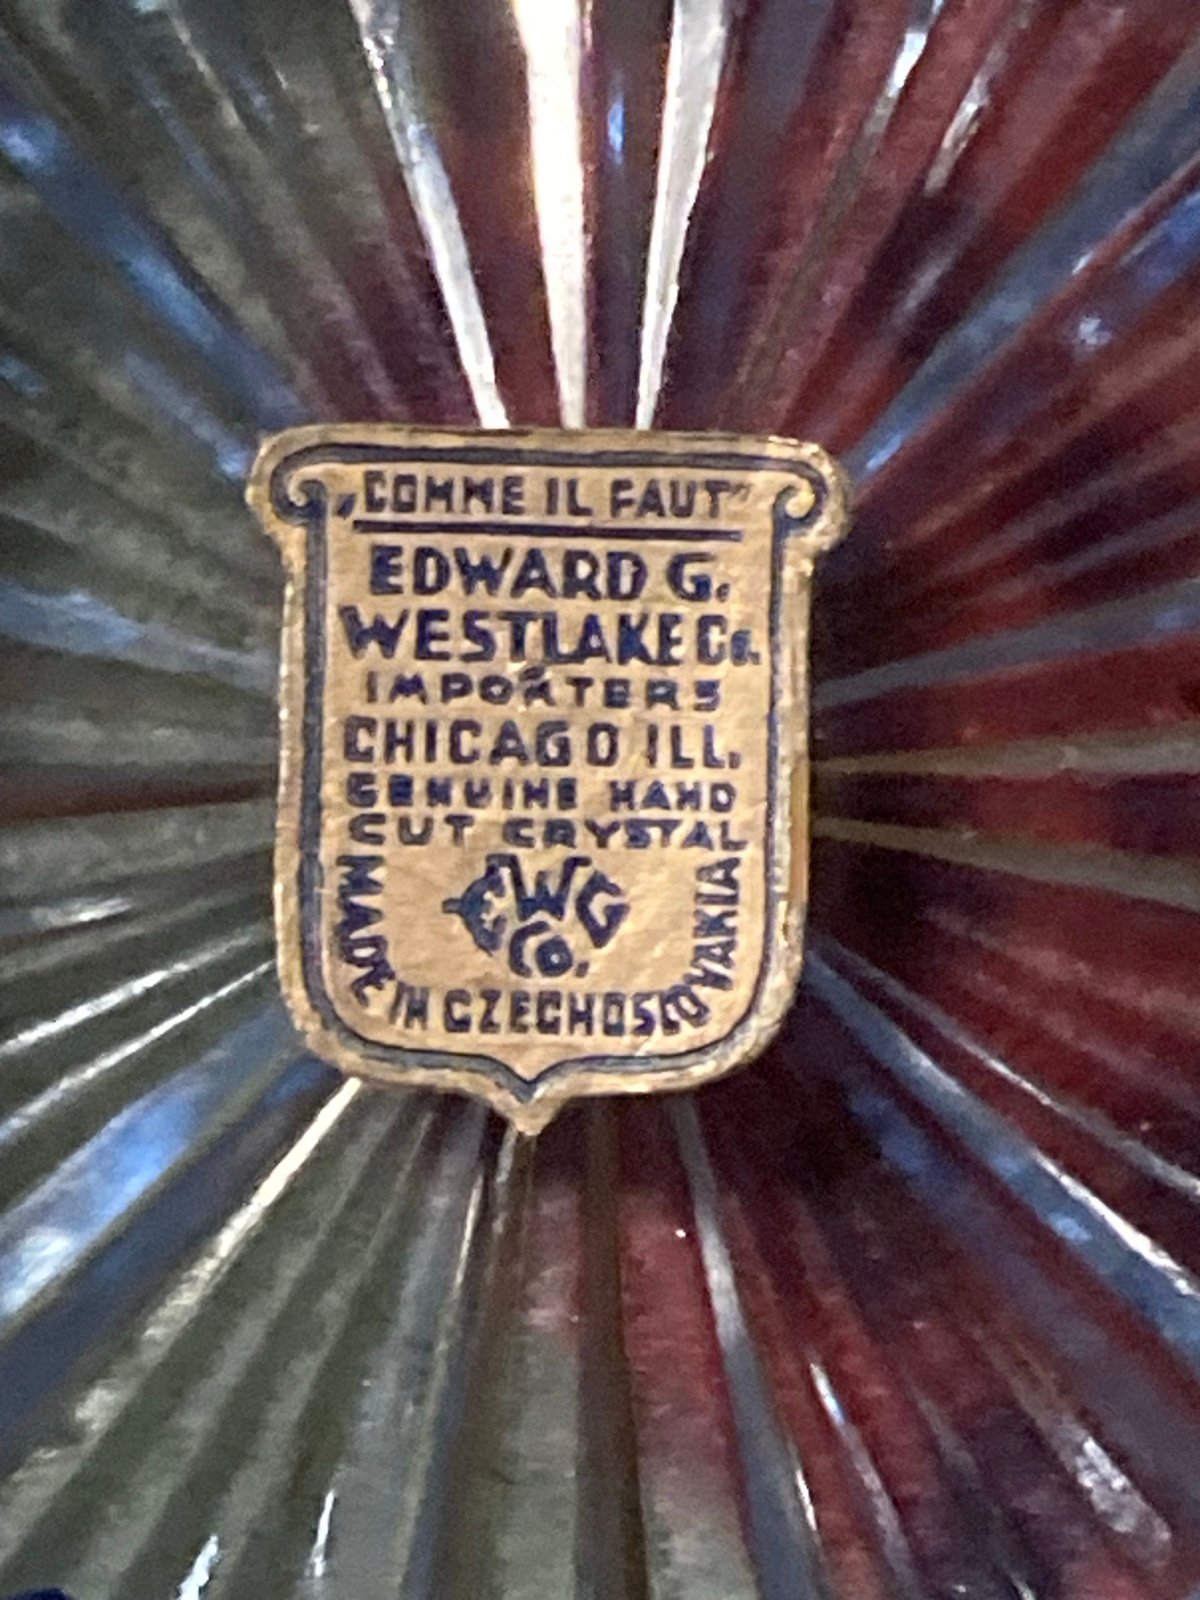 „COMME IL FAUT"
EDWARD G.
WESTLAKE Co.
IMPORTERS
CHICAGO ILL.
GENUINE HAND
CUT CRYSTAL
EWG
Co.
MADE IN CZECHOSLOVAKIA